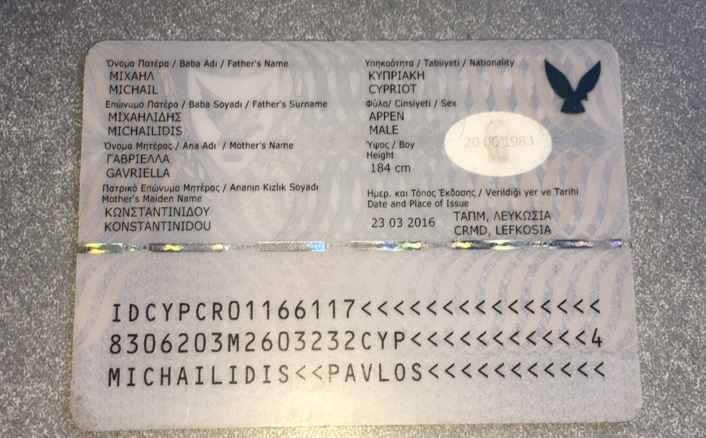 Όνομα Πατέρα / Baba Adı / Father's Name
ΜΙΧΑΗΛ
MICHAIL
Επώνυμο Πατέρα / Baba Soyadı / Father's Surname
ΜΙΧΑΗΛΙΔΗΣ
MICHAILIDIS
Όνομα Μητέρας / Ana Adı / Mother's Name
ΓΑΒΡΙΕΛΛΑ
GAVRIELLA
Πατρικό Επώνυμο Μητέρας / Ananın Kızlık Soyadi
Mother's Maiden Name
ΚΩΝΣΤΑΝΤΙΝΙΔΟΥ
KONSTANTINIDOU
Υπηκοότητα / Tabiiyeti / Nationality
ΚΥΠΡΙΑΚΗ
CYPRIOT
Φύλο/ Cinsiyeti / Sex
ΑΡΡΕΝ
MALE
Ύψος / Boy
Height
184 cm
20 06 1983
Ημερ. και Τόπος Έκδοσης / Verildiği yer ve Tarihi
Date and Place of Issue
23 03 2016
ΤΑΠΜ, ΛΕΥΚΩΣΙΑ
CRMD, LEFKOSIA
IDCYPCR01166117<<<<<<<<<<<<<<<
8306203M2603232CYP<<<<<<<<<<<4
MICHAILIDIS<<PAVLOS<<<<<<<<<<<